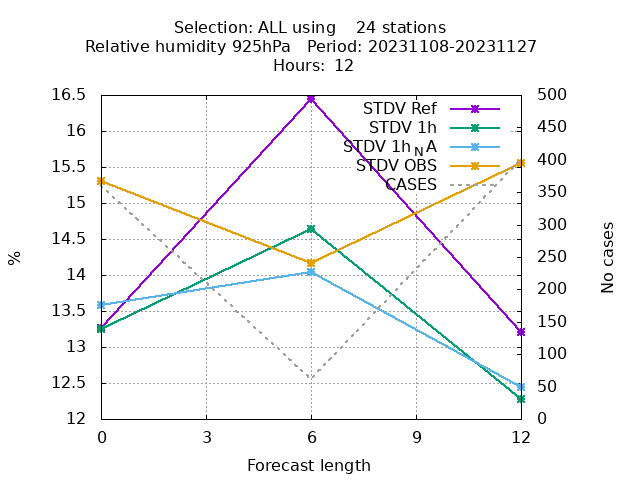 Selection: ALL using    24 stations
Relative humidity 925hPa   Period: 20231108-20231127
Hours: 12
16.5
16
15.5
15
14.5
14
13.5
13
12.5
12
%
STDV Ref
STDV 1h
STDV 1h_N A
STDV OBS
CASES
500
450
400
350
300
250
200
150
100
50
0
No cases
0 3 6 9 12
Forecast length